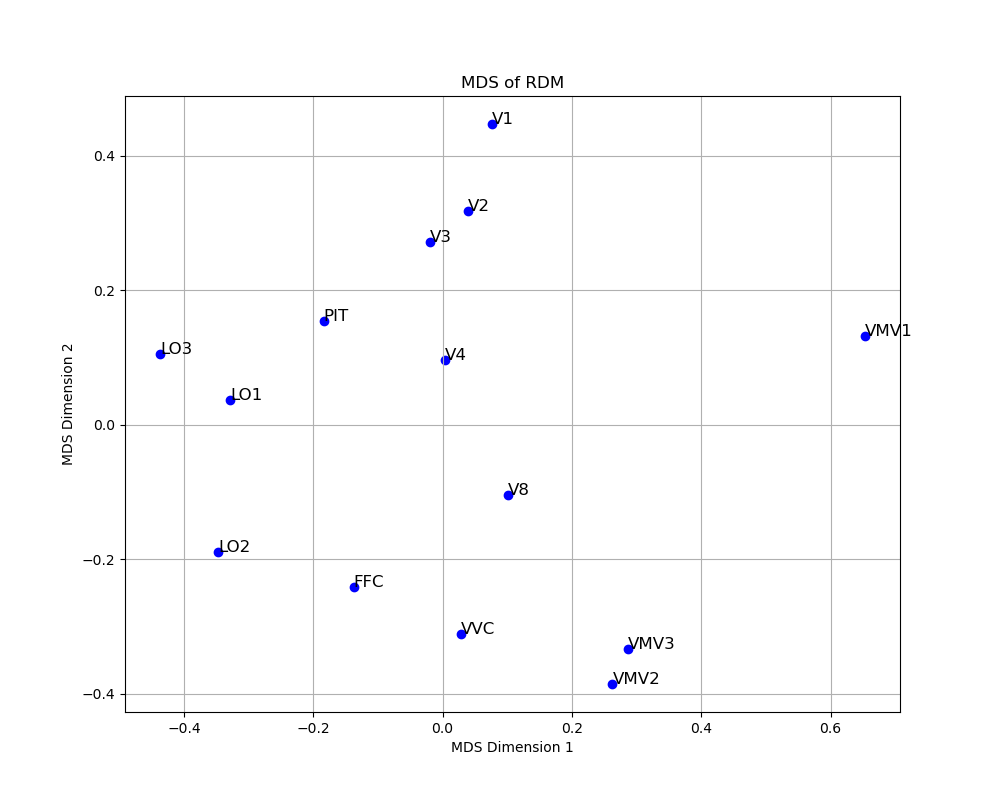 MDS of RDM
V1
0.4
V2
V3
0.2
VMV1
PIT
LO3
V4
LO1
MDS Dimension 2
0.0
V8
LO2
−0.2
FFC
VVC
VMV3
VMV2
−0.4
−0.4 −0.2 0.0 0.2 0.4 0.6
MDS Dimension 1